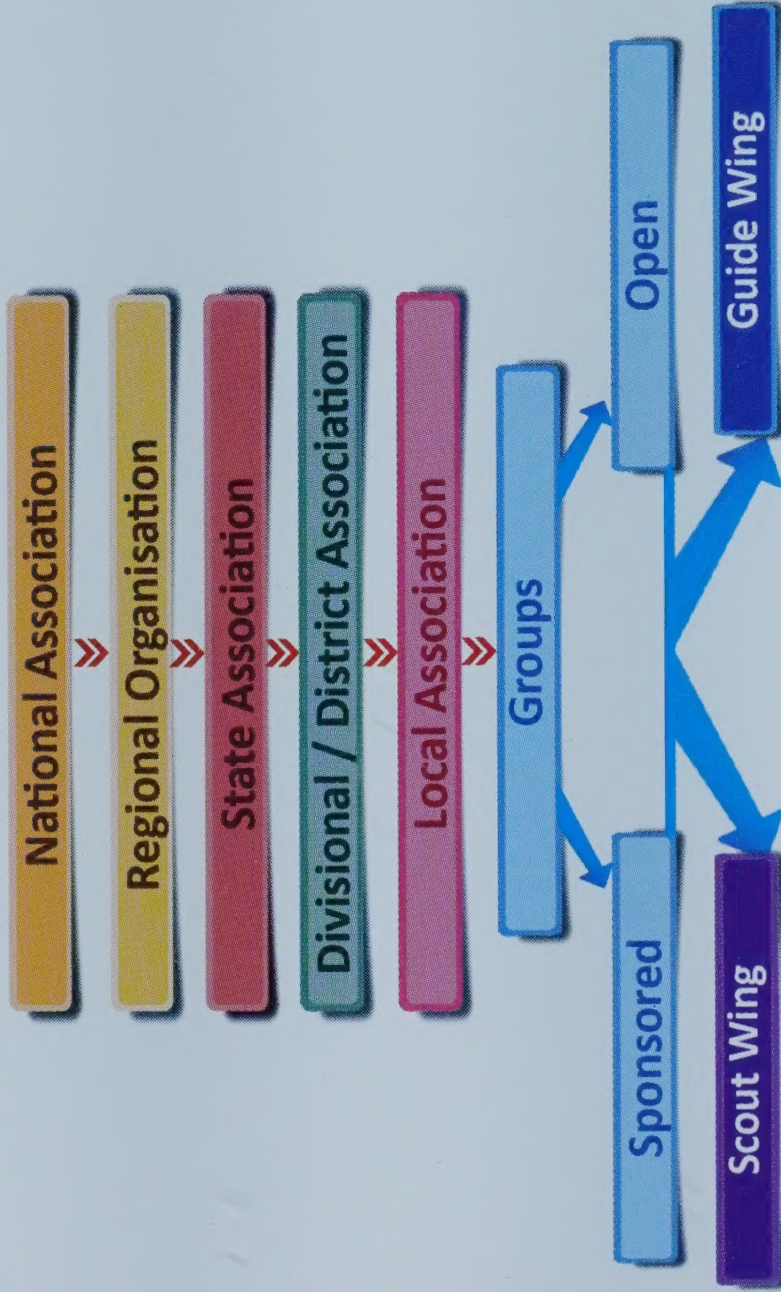 National Association
Regional Organisation
State Association
Divisional / District Association
Local Association
Groups
Sponsored
Open
Scout Wing
Guide Wing